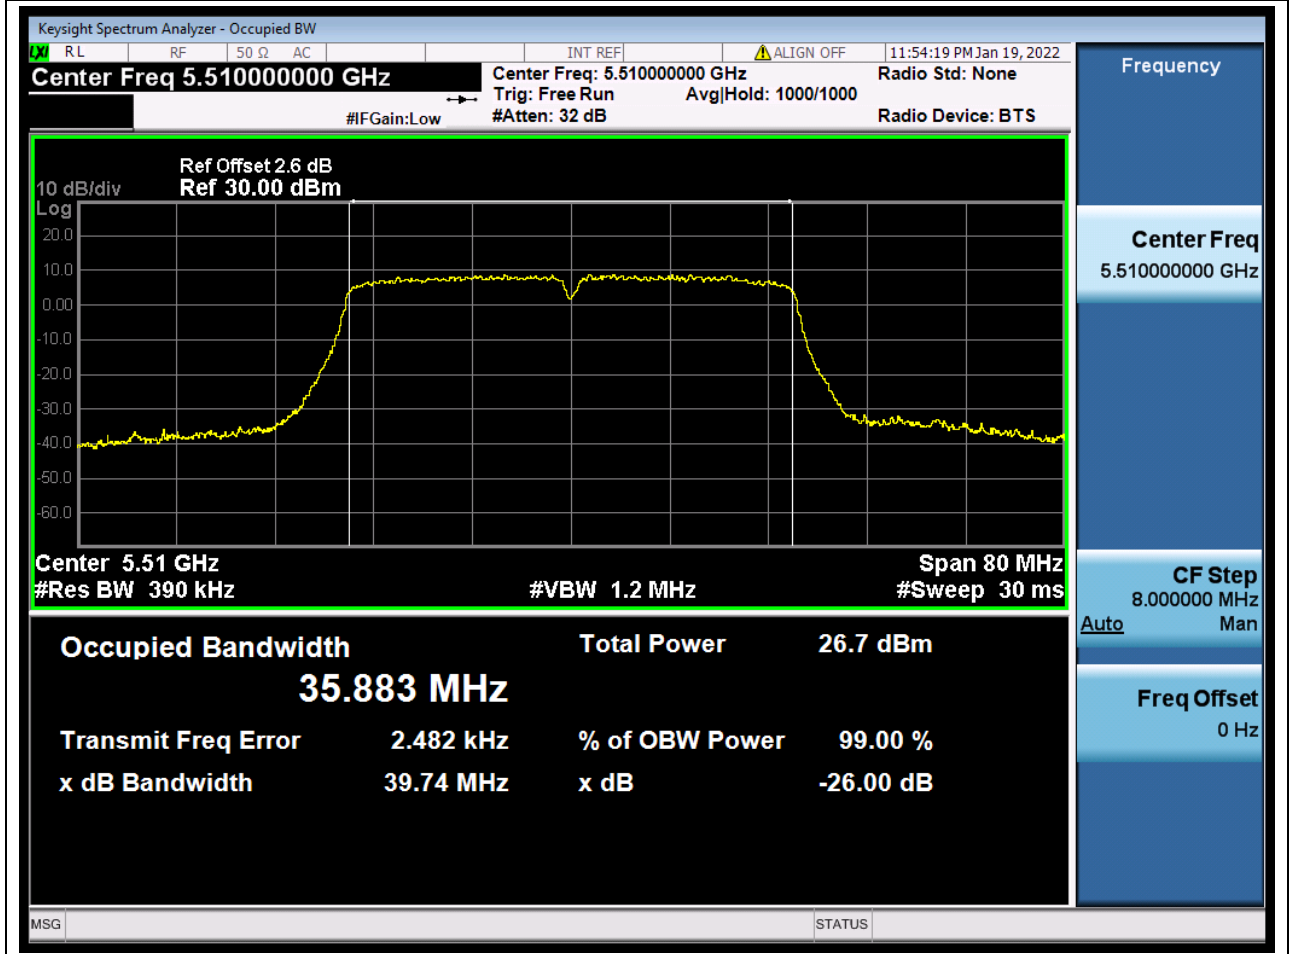 Keysight Spectrum Analyzer - Occupied BW
LXI RL RF 50 Ω AC INT REF ALIGN OFF 11:54:19 PM Jan 19, 2022
Center Freq 5.510000000 GHz
Center Freq: 5.510000000 GHz
Radio Std: None
Trig: Free Run Avg|Hold: 1000/1000
#IFGain:Low
#Atten: 32 dB
Radio Device: BTS
Ref Offset 2.6 dB
10 dB/div Ref 30.00 dBm
Log
20.0
10.0
0.00
-10.0
-20.0
-30.0
-40.0
-50.0
-60.0
Center 5.51 GHz Span 80 MHz
#Res BW 390 kHz #VBW 1.2 MHz #Sweep 30 ms
Occupied Bandwidth Total Power 26.7 dBm
35.883 MHz
Transmit Freq Error 2.482 kHz % of OBW Power 99.00 %
x dB Bandwidth 39.74 MHz x dB -26.00 dB
MSG STATUS
Frequency
Center Freq
5.510000000 GHz
CF Step
8.000000 MHz
Auto Man
Freq Offset
0 Hz